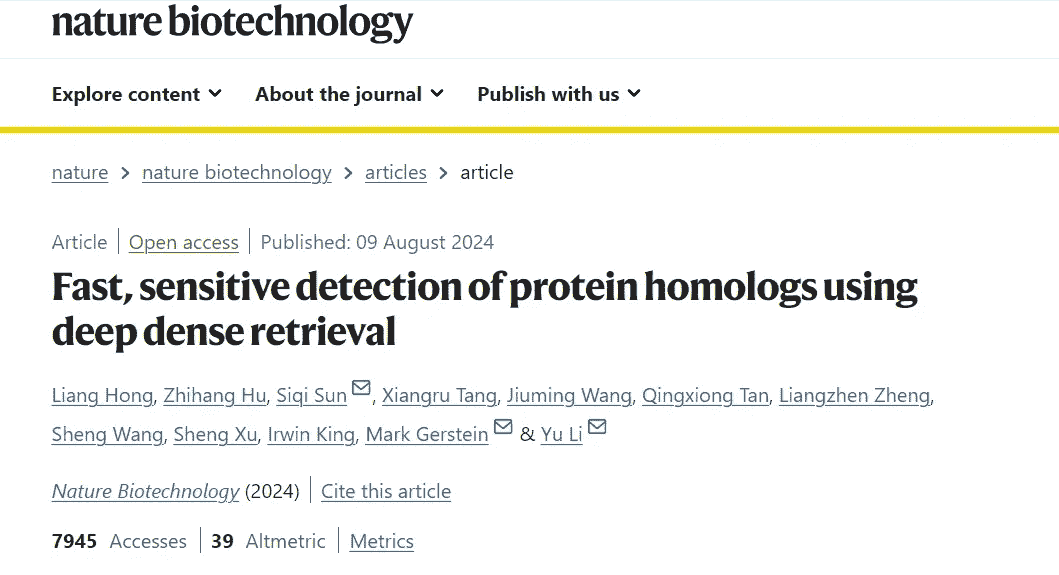 nature biotechnology
Explore content About the journal Publish with us
nature > nature biotechnology > articles > article
Article | Open access | Published: 09 August 2024
Fast, sensitive detection of protein homologs using
deep dense retrieval
Liang Hong, Zhihang Hu, Siqi Sun, Xiangru Tang, Jiuming Wang, Qingxiong Tan, Liangzhen Zheng,
Sheng Wang, Sheng Xu, Irwin King, Mark Gerstein & Yu Li
Nature Biotechnology (2024) | Cite this article
7945 Accesses | 39 Altmetric | Metrics